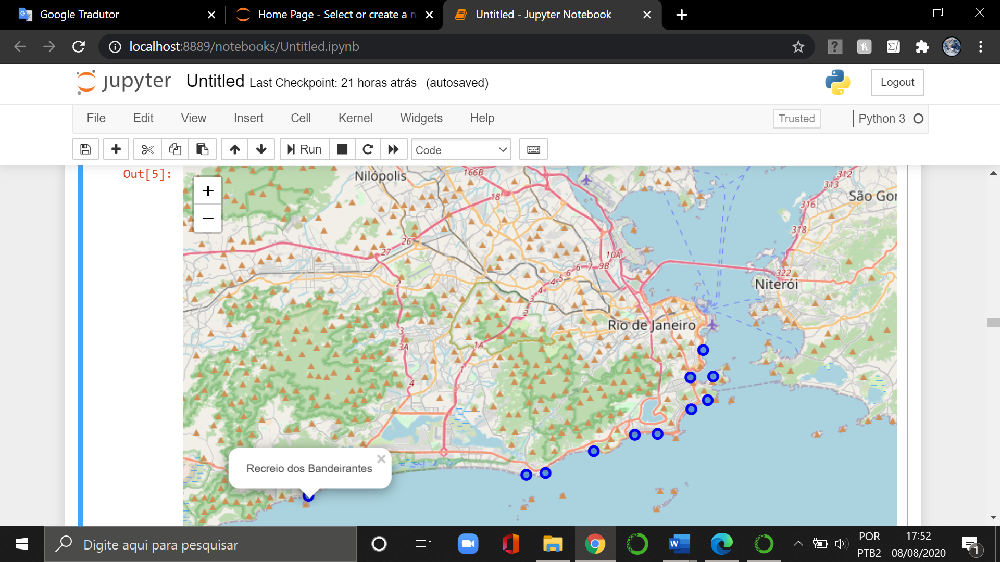 Google Tradutor
Home Page - Select or create a n
Untitled - Jupyter Notebook
localhost:8889/notebooks/Untitled.ipynb
jupyter Untitled Last Checkpoint: 21 horas atrás (autosaved)
Logout
File Edit View Insert Cell Kernel Widgets Help
Trusted
Python 3
Run
Code
Out[5]:
+
−
Nilópolis
166B
312
313
São Gor
18
316
318
26
27
10A
9B
7
6
6
5
4
4
3
2
322
Niterói
2
Rio de Janeiro
3
3A
1A
1
4
Recreio dos Bandeirantes
×
Digite aqui para pesquisar
W
POR
PTB2
17:52
08/08/2020
1